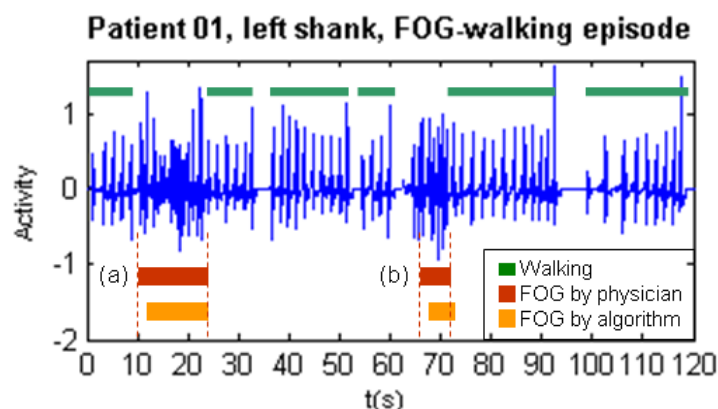 Patient 01, left shank, FOG-walking episode
Activity
1
0
-1
-2
(a)
(b)
Walking
FOG by physician
FOG by algorithm
0 10 20 30 40 50 60 70 80 90 100 110 120
t(s)